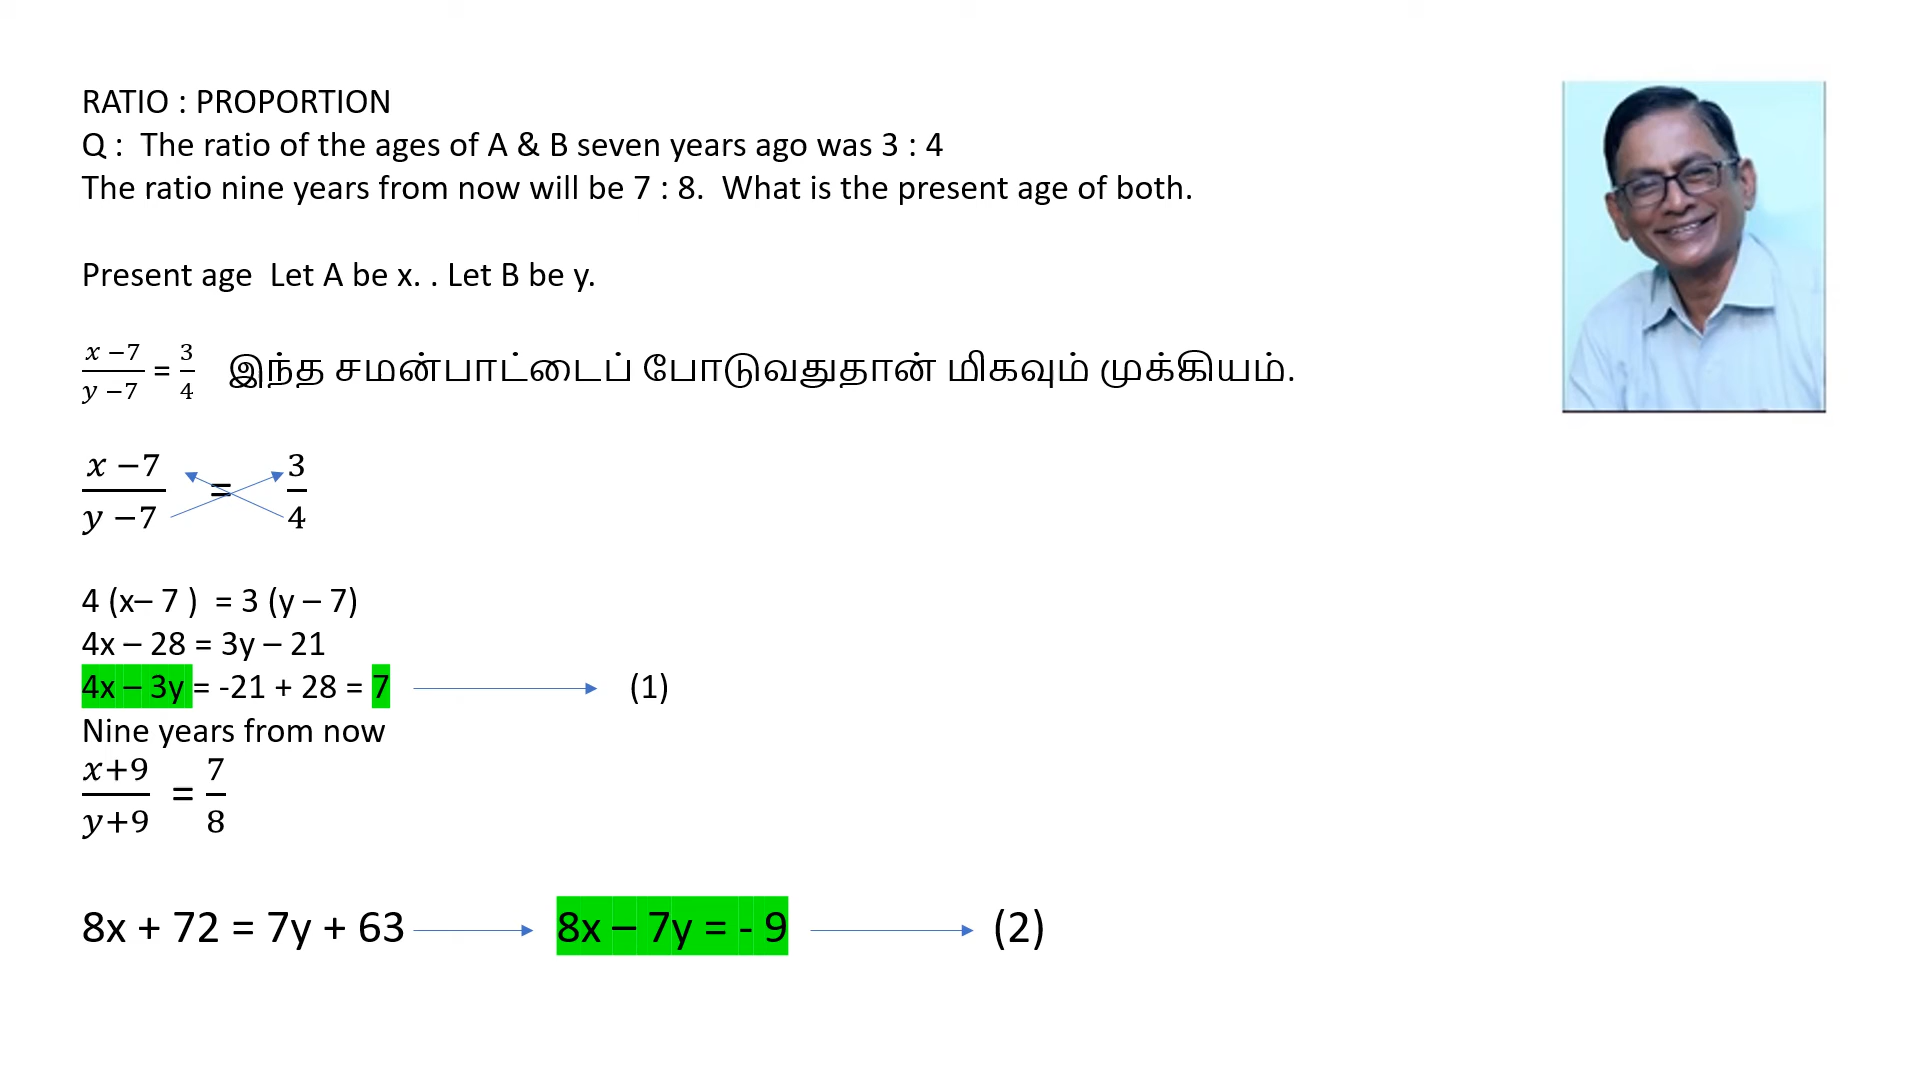 RATIO : PROPORTION
Q :  The ratio of the ages of A & B seven years ago was 3 : 4
The ratio nine years from now will be 7 : 8.  What is the present age of both.
Present age  Let A be x. . Let B be y.
(x −7)/(y −7) = 3/4   இந்த சமன்பாட்டைப் போடுவதுதான் மிகவும் முக்கியம்.
(x −7)/(y −7) = 3/4
4 (x– 7 )  = 3 (y – 7)
4x – 28 = 3y – 21
4x – 3y = -21 + 28 = 7 (1)
Nine years from now
(x+9)/(y+9) = 7/8
8x + 72 = 7y + 63 8x – 7y = - 9 (2)